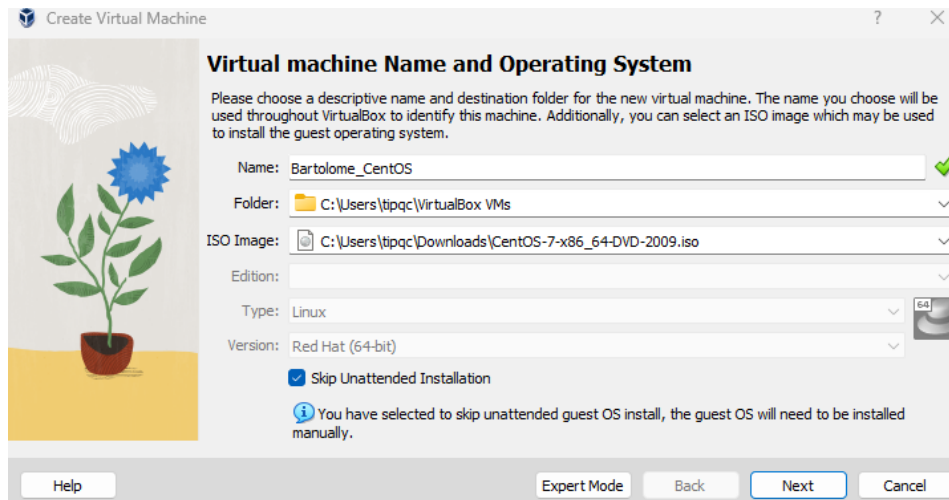 Create Virtual Machine
?
Virtual machine Name and Operating System
Please choose a descriptive name and destination folder for the new virtual machine. The name you choose will be
used throughout VirtualBox to identify this machine. Additionally, you can select an ISO image which may be used
to install the guest operating system.
Name: Bartolome_CentOS
Folder: C:\Users\tipqc\VirtualBox VMs
ISO Image: C:\Users\tipqc\Downloads\CentOS-7-x86_64-DVD-2009.iso
Edition:
Type: Linux
64
Version: Red Hat (64-bit)
Skip Unattended Installation
You have selected to skip unattended guest OS install, the guest OS will need to be installed
manually.
Help Expert Mode Back Next Cancel